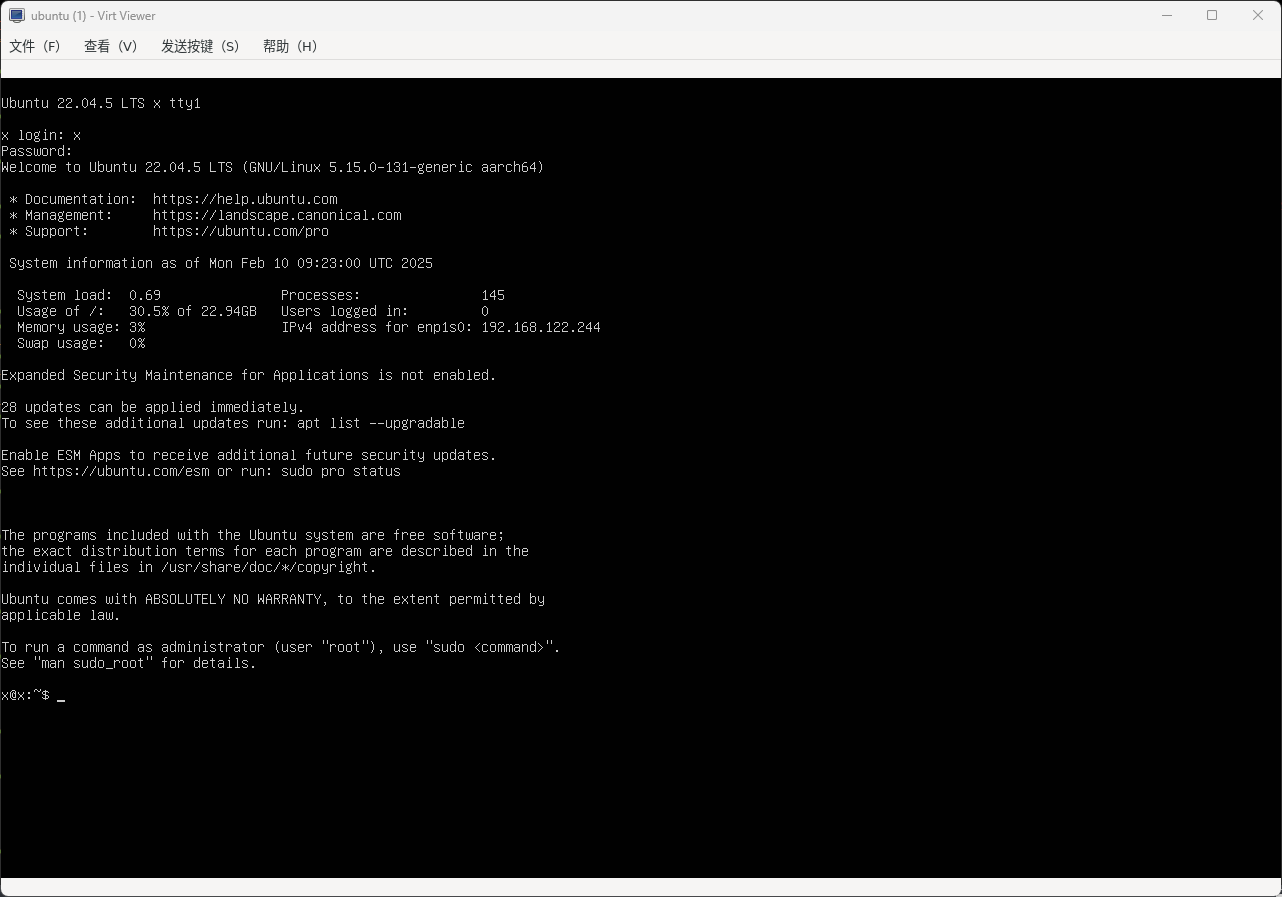 ubuntu (1) - Virt Viewer
文件（F） 查看（V） 发送按键（S） 帮助（H）
Ubuntu 22.04.5 LTS x tty1
x login: x
Password:
Welcome to Ubuntu 22.04.5 LTS (GNU/Linux 5.15.0-131-generic aarch64)
* Documentation:  https://help.ubuntu.com
* Management:     https://landscape.canonical.com
* Support:        https://ubuntu.com/pro
System information as of Mon Feb 10 09:23:00 UTC 2025
System load:  0.69               Processes:               145
Usage of /:   30.5% of 22.94GB   Users logged in:         0
Memory usage: 3%                 IPv4 address for enp1s0: 192.168.122.244
Swap usage:   0%
Expanded Security Maintenance for Applications is not enabled.
28 updates can be applied immediately.
To see these additional updates run: apt list --upgradable
Enable ESM Apps to receive additional future security updates.
See https://ubuntu.com/esm or run: sudo pro status
The programs included with the Ubuntu system are free software;
the exact distribution terms for each program are described in the
individual files in /usr/share/doc/*/copyright.
Ubuntu comes with ABSOLUTELY NO WARRANTY, to the extent permitted by
applicable law.
To run a command as administrator (user "root"), use "sudo <command>".
See "man sudo_root" for details.
x@x:~$ _